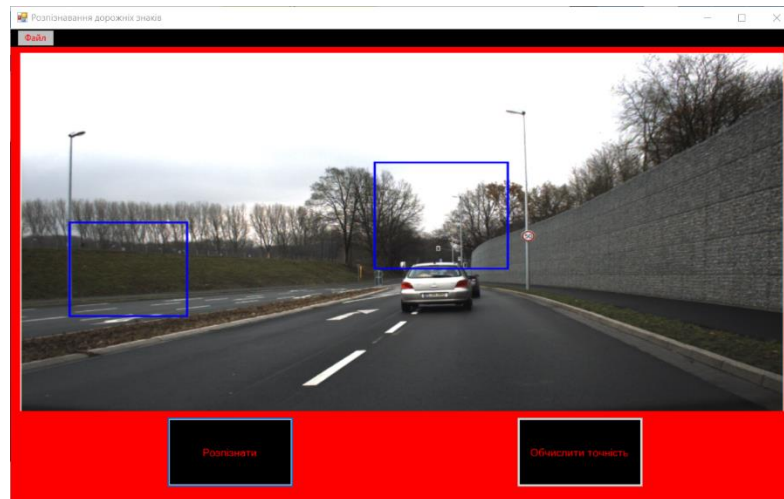 Розпізнавання дорожніх знаків
Файл
Розпізнати
Обчислити точність